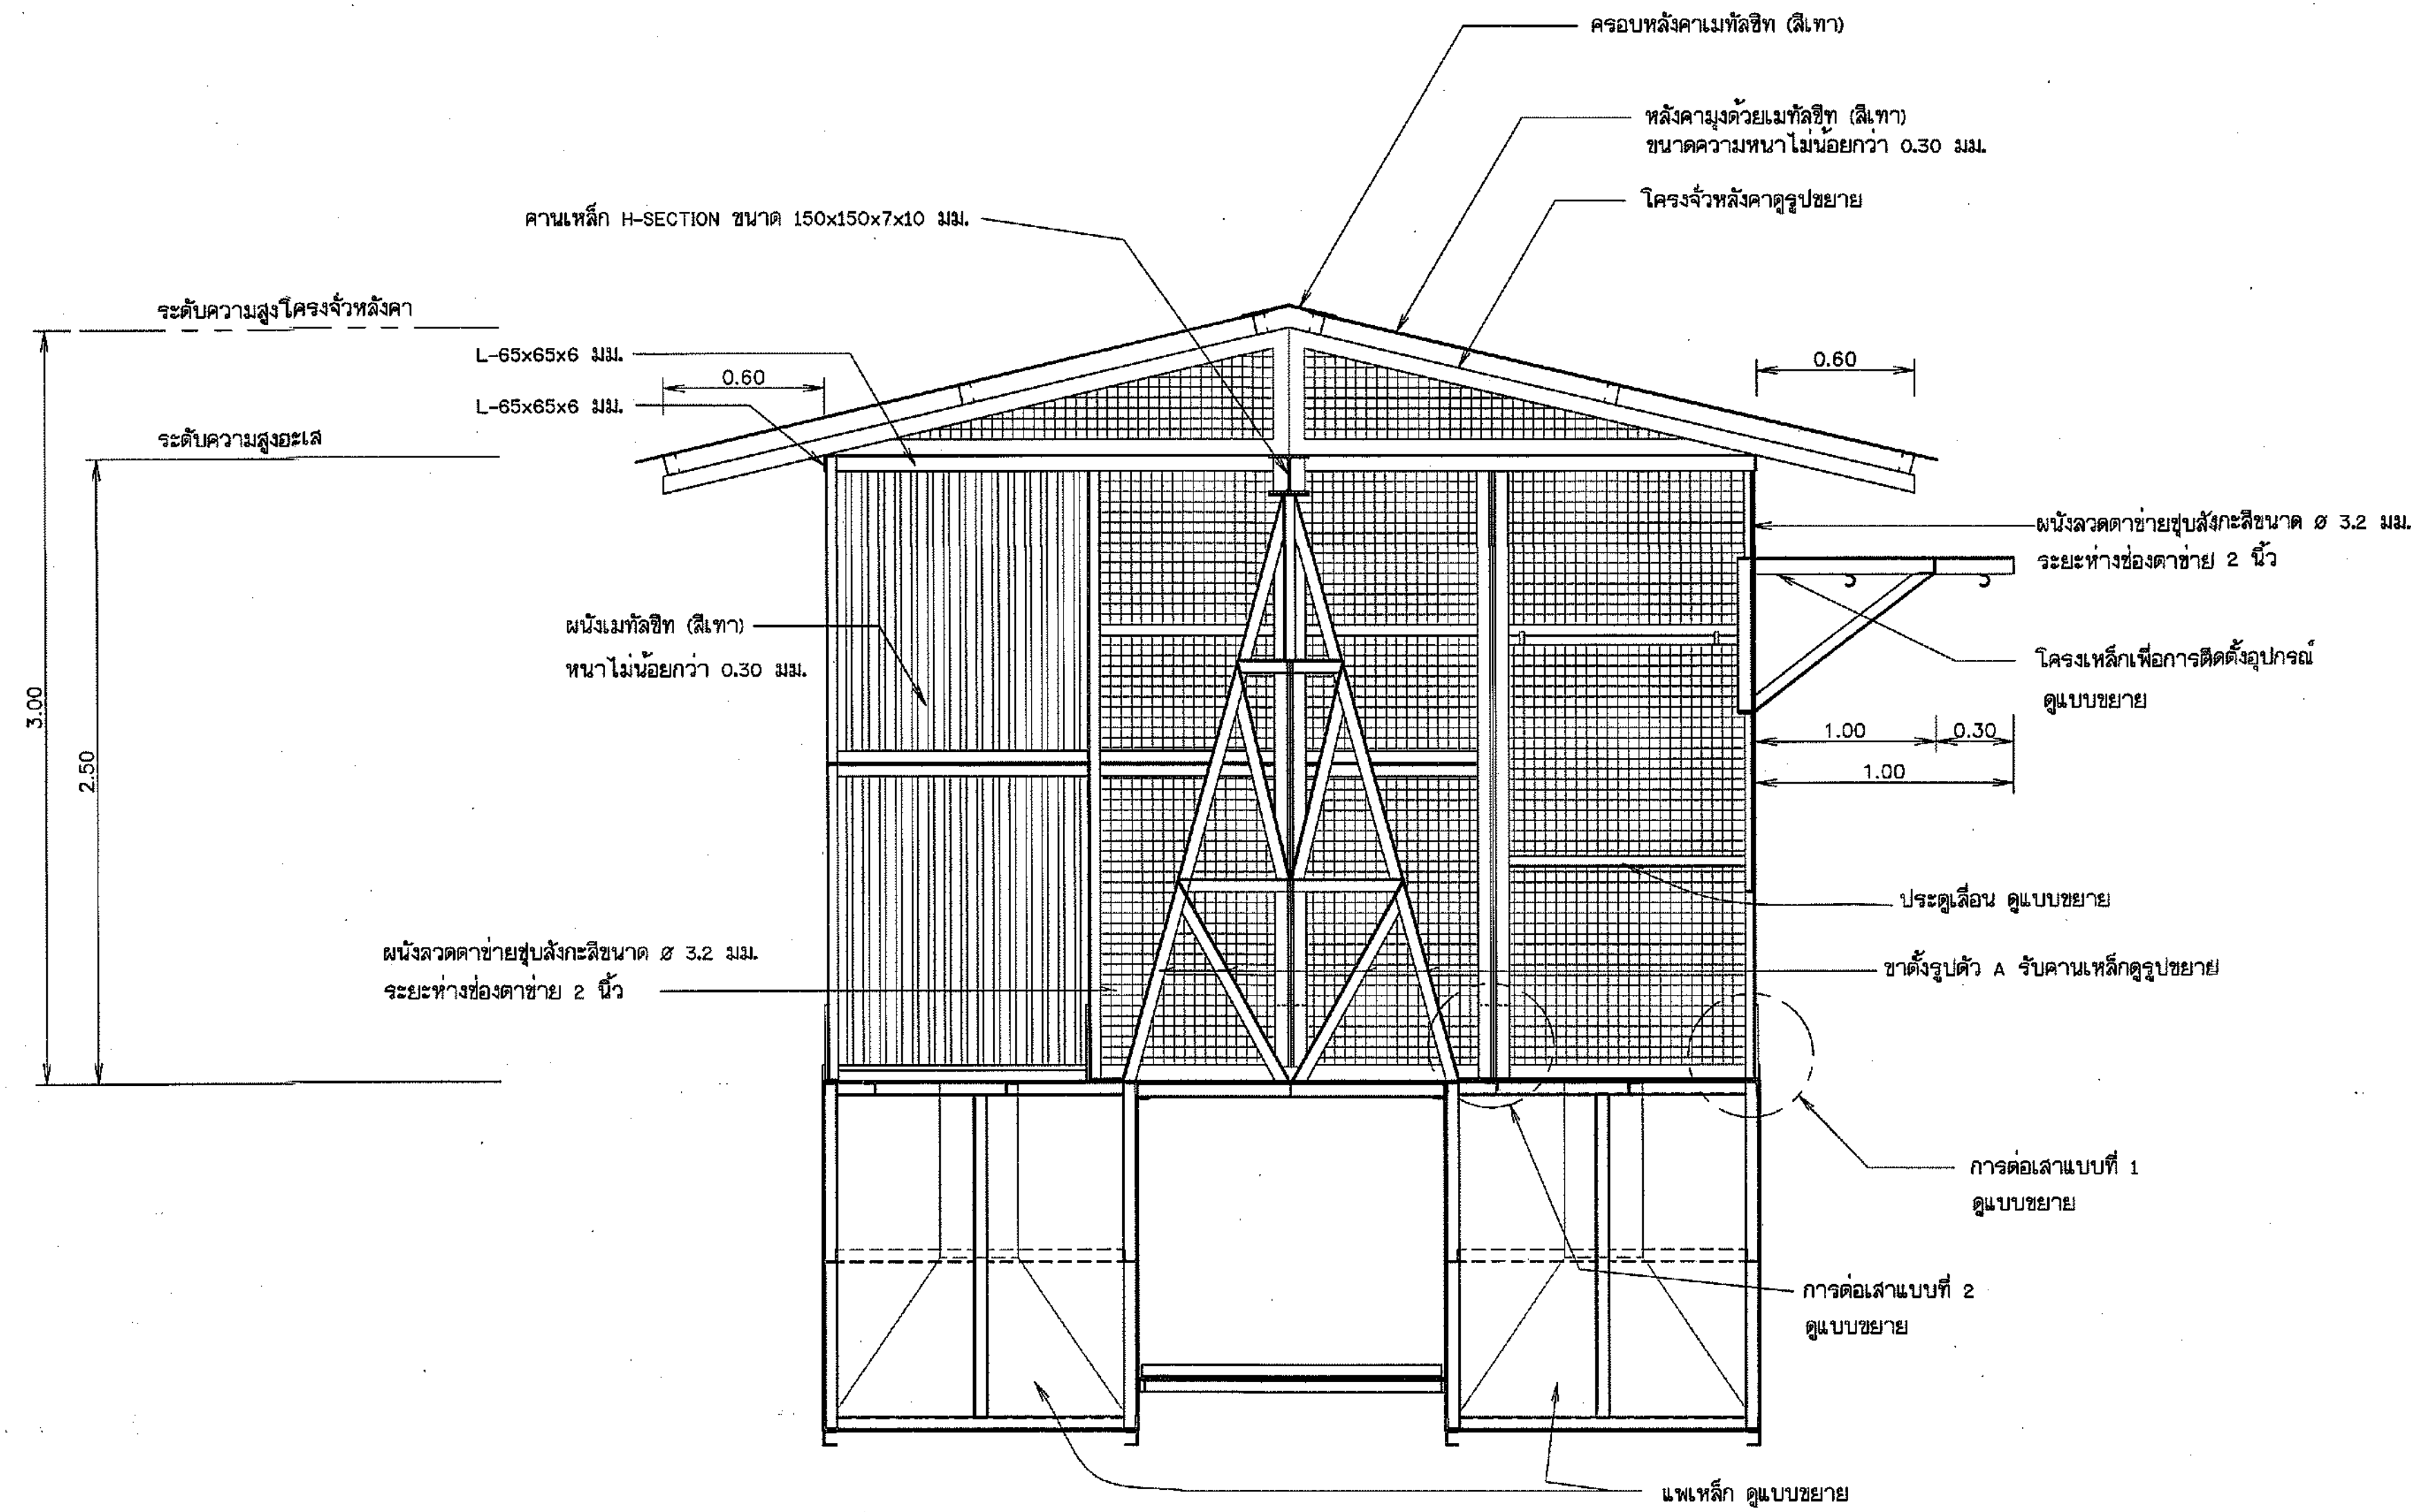 ครอบหลังคาเมทัลชีท (สีเทา)
หลังคามุงด้วยเมทัลชีท (สีเทา)
ขนาดความหนาไม่น้อยกว่า 0.30 มม.
โครงจั่วหลังคาดูรูปขยาย
คานเหล็ก H-SECTION ขนาด 150x150x7x10 มม.
ระดับความสูงโครงจั่วหลังคา
L-65x65x6 มม.
0.60
0.60
L-65x65x6 มม.
ระดับความสูงอะเส
ผนังลวดตาข่ายชุบสังกะสีขนาด Ø 3.2 มม.
ระยะห่างช่องตาข่าย 2 นิ้ว
ผนังเมทัลชีท (สีเทา)
หนาไม่น้อยกว่า 0.30 มม.
โครงเหล็กเพื่อการติดตั้งอุปกรณ์
ดูแบบขยาย
3.00
2.50
1.00
0.30
1.00
ประตูเลื่อน ดูแบบขยาย
ผนังลวดตาข่ายชุบสังกะสีขนาด Ø 3.2 มม.
ระยะห่างช่องตาข่าย 2 นิ้ว
ขาตั้งรูปตัว A รับคานเหล็กดูรูปขยาย
การต่อเสาแบบที่ 1
ดูแบบขยาย
การต่อเสาแบบที่ 2
ดูแบบขยาย
แพเหล็ก ดูแบบขยาย